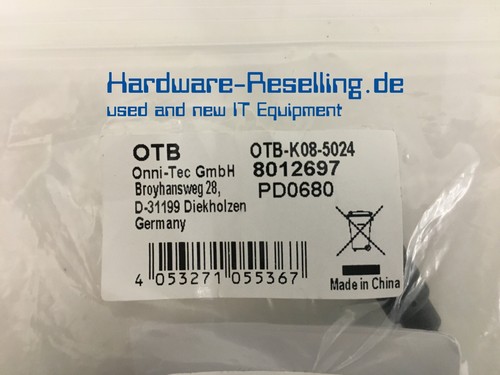 Hardware-Reselling.de
used and new IT Equipment
OTB OTB-K08-5024
Onni-Tec GmbH 8012697
Broyhansweg 28, PD0680
D-31199 Diekholzen
Germany
4 053271 055367
Made in China